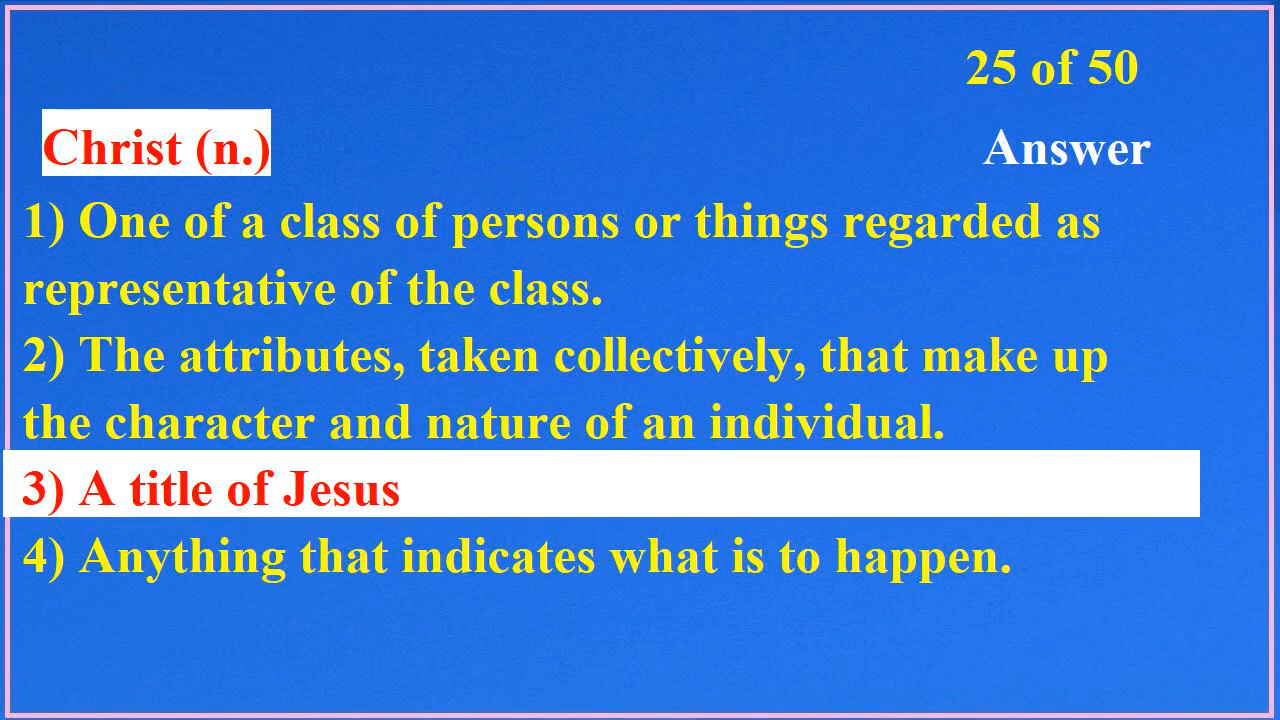 25 of 50
Christ (n.)
Answer
1) One of a class of persons or things regarded as
representative of the class.
2) The attributes, taken collectively, that make up
the character and nature of an individual.
3) A title of Jesus
4) Anything that indicates what is to happen.